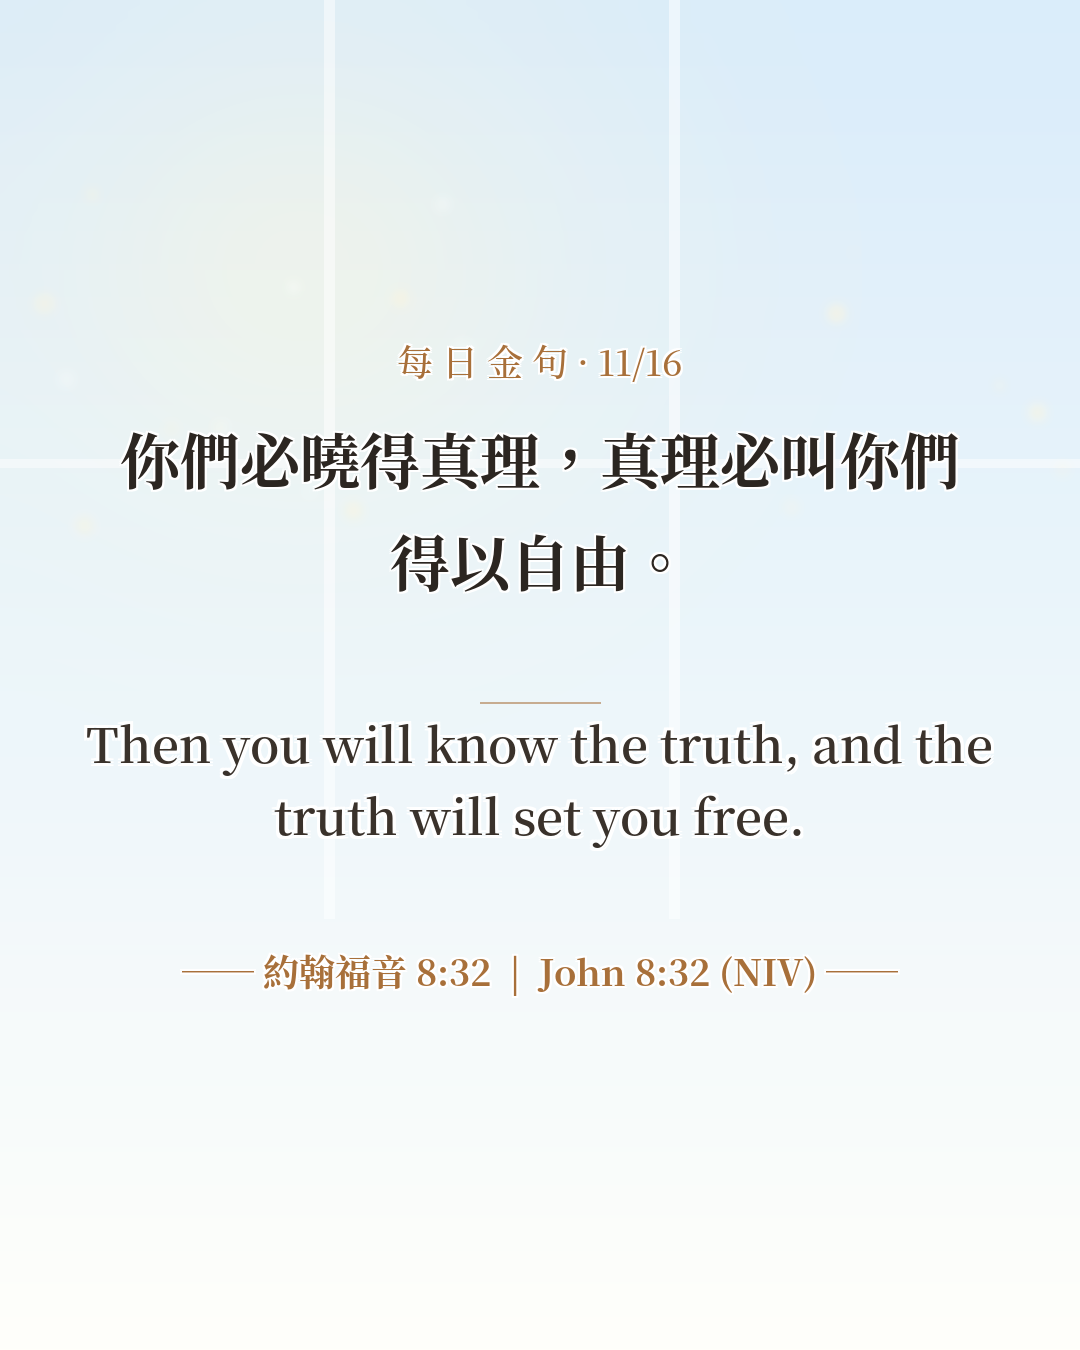 每日金句 · 11/16
你們必曉得真理，真理必叫你們
得以自由。
Then you will know the truth, and the
truth will set you free.
—— 約翰福音 8:32 | John 8:32 (NIV) ——